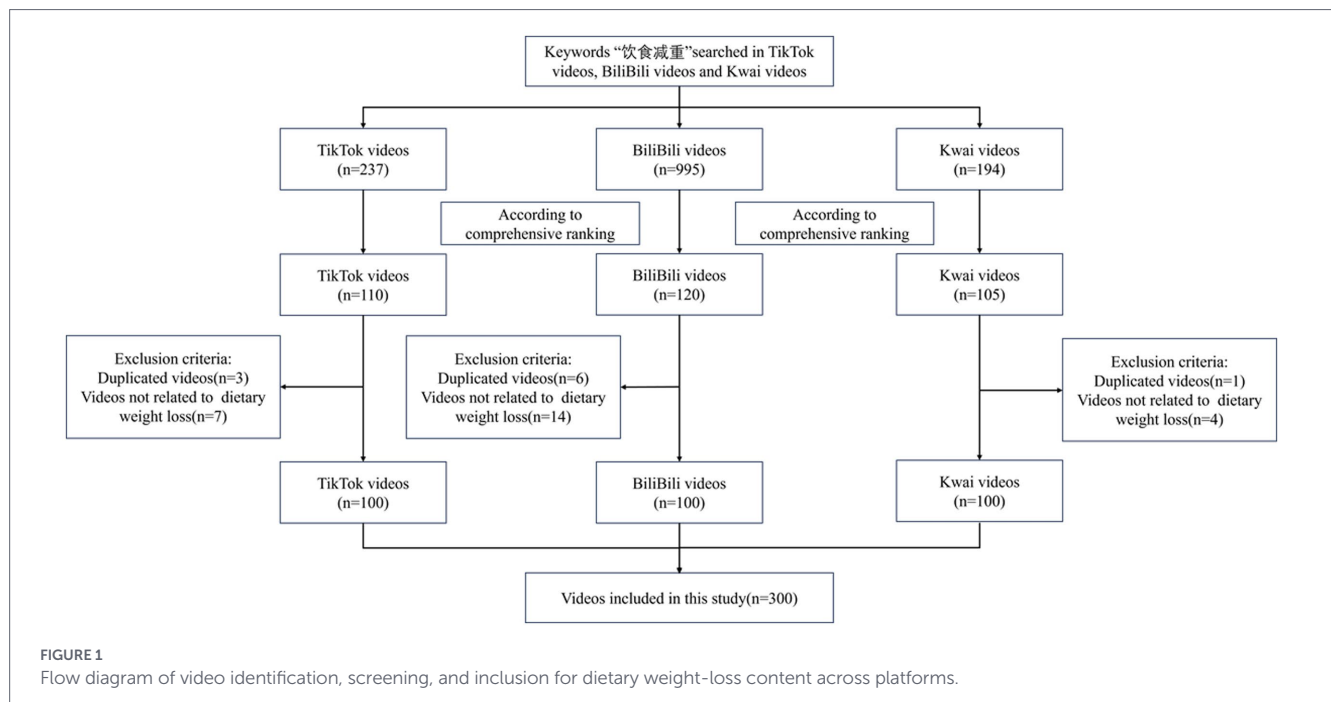 Keywords “饮食减重”searched in TikTok
videos, BiliBili videos and Kwai videos
TikTok videos
(n=237)
BiliBili videos
(n=995)
Kwai videos
(n=194)
According to
comprehensive ranking
According to
comprehensive ranking
TikTok videos
(n=110)
BiliBili videos
(n=120)
Kwai videos
(n=105)
Exclusion criteria:
Duplicated videos(n=3)
Videos not related to dietary
weight loss(n=7)
Exclusion criteria:
Duplicated videos(n=6)
Videos not related to dietary
weight loss(n=14)
Exclusion criteria:
Duplicated videos(n=1)
Videos not related to dietary
weight loss(n=4)
TikTok videos
(n=100)
BiliBili videos
(n=100)
Kwai videos
(n=100)
Videos included in this study(n=300)
FIGURE 1
Flow diagram of video identification, screening, and inclusion for dietary weight-loss content across platforms.